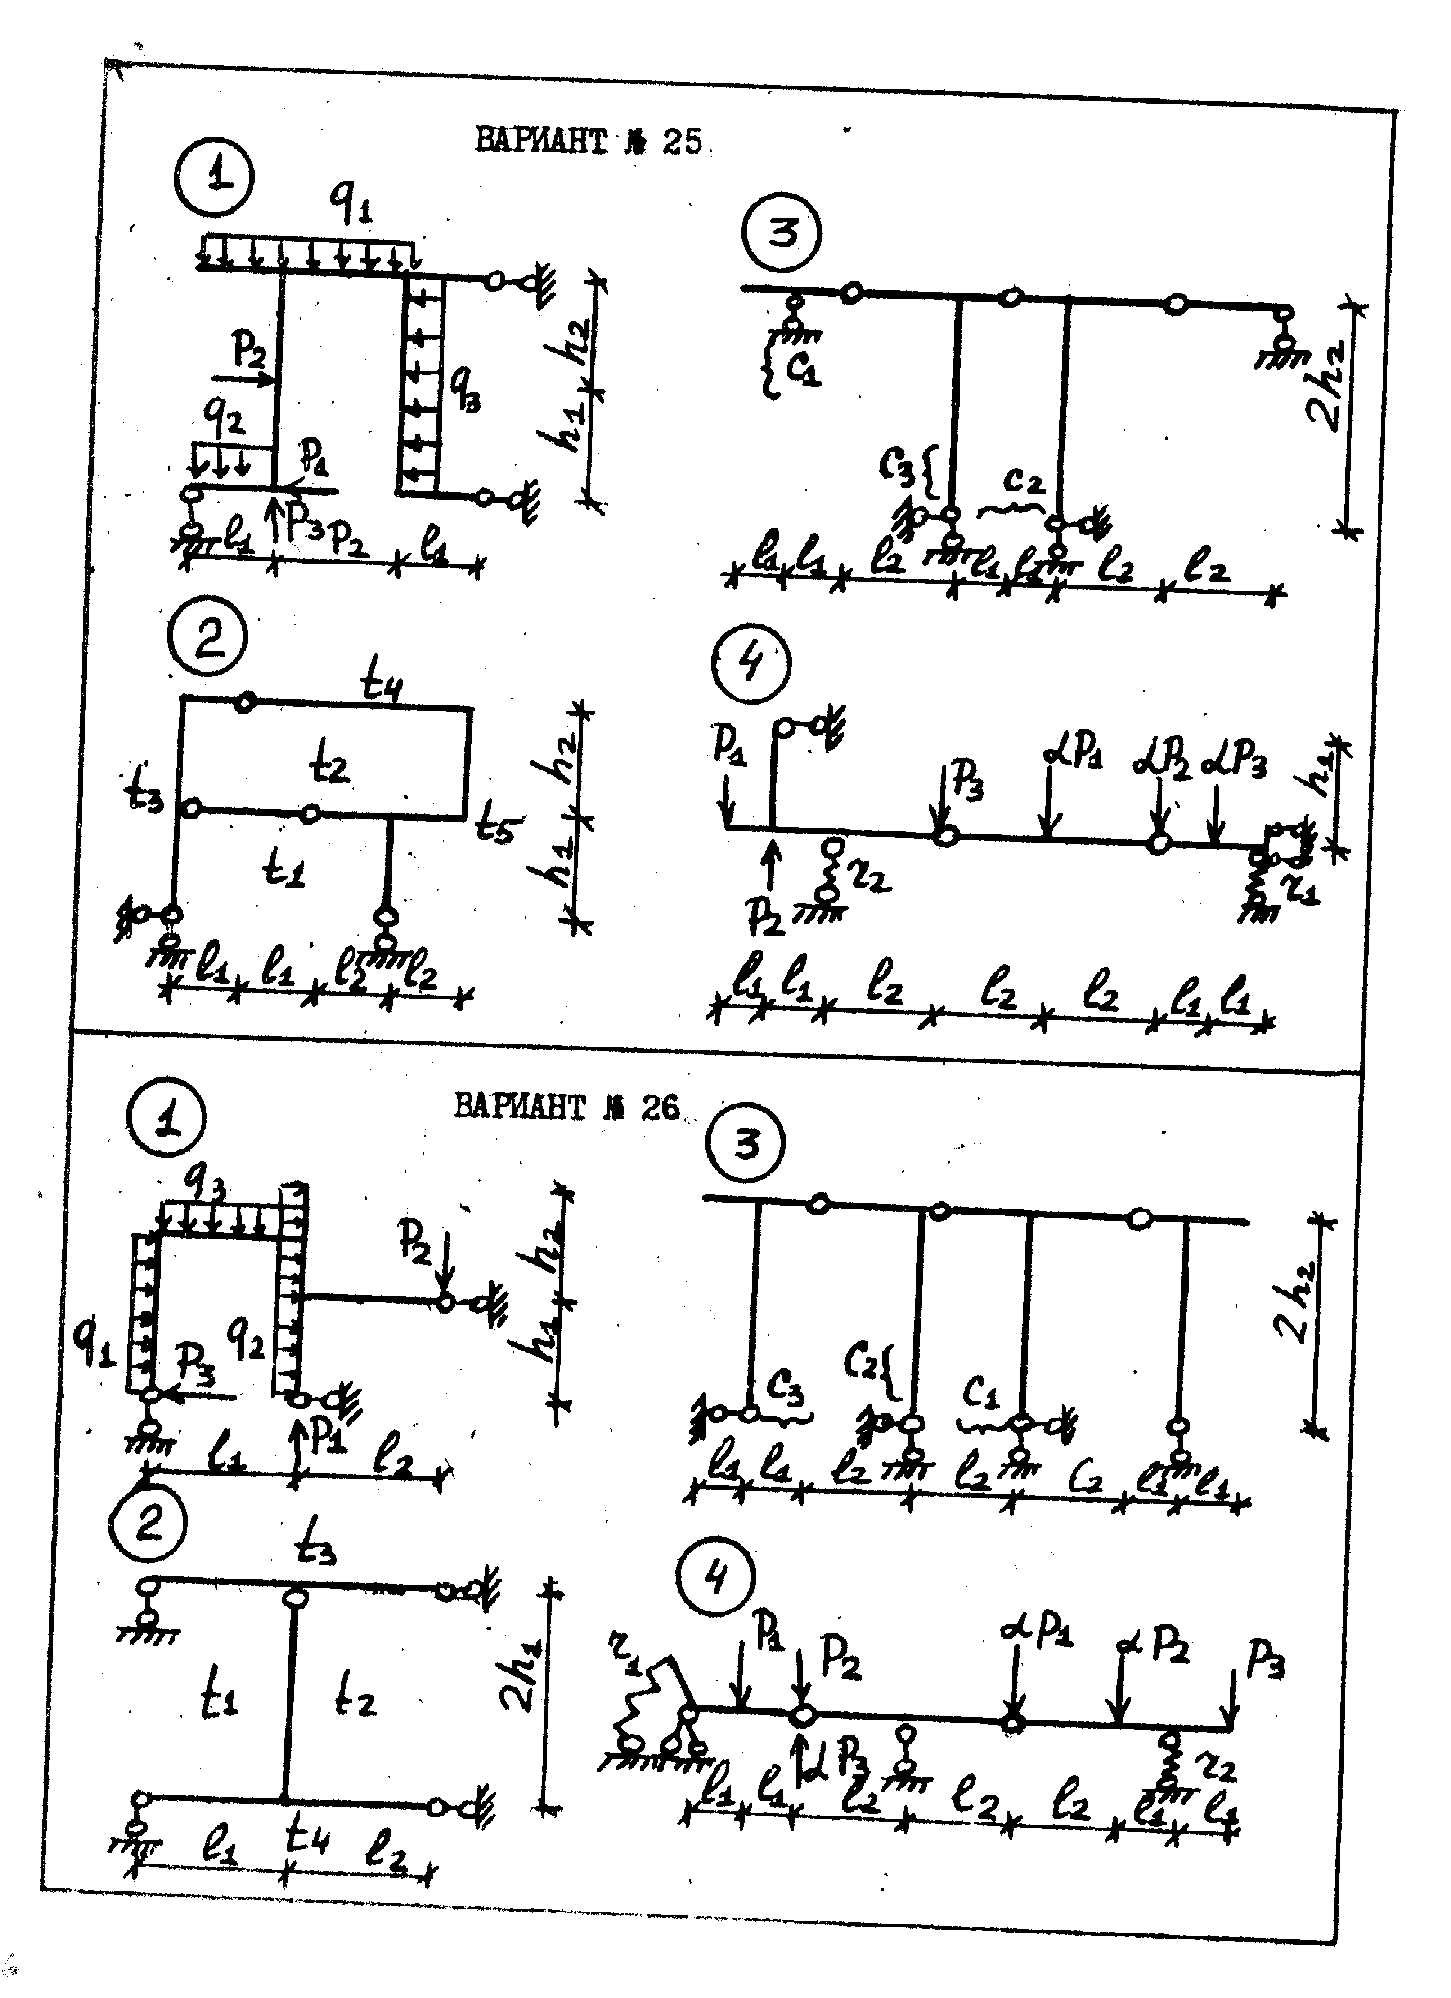 ВАРИАНТ № 25
1
q1
P2
q2
P1
P3
q3
h2
h1
l1 P2 l1
3
C1
C3
C2
2h2
l1 l1 l2 l1 l1 l2 l2
2
t4
t2
t3
t5
t1
h2
h1
l1 l1 l2 l2
4
P1
P3
αP1
αP2
αP3
P2
r2
r1
h1
l1 l1 l2 l2 l2 l1 l1
ВАРИАНТ № 26
1
q3
q1
q2
P2
P3
P1
h2
h1
l1 l2
3
C3
C2
C1
2h2
l1 l1 l2 l2 l2 l1 l1
2
t3
t1
t2
t4
2h1
l1 l2
4
r1
P1
P2
αP1
αP2
P3
αP3
r2
l1 l1 l2 l2 l2 l1 l1